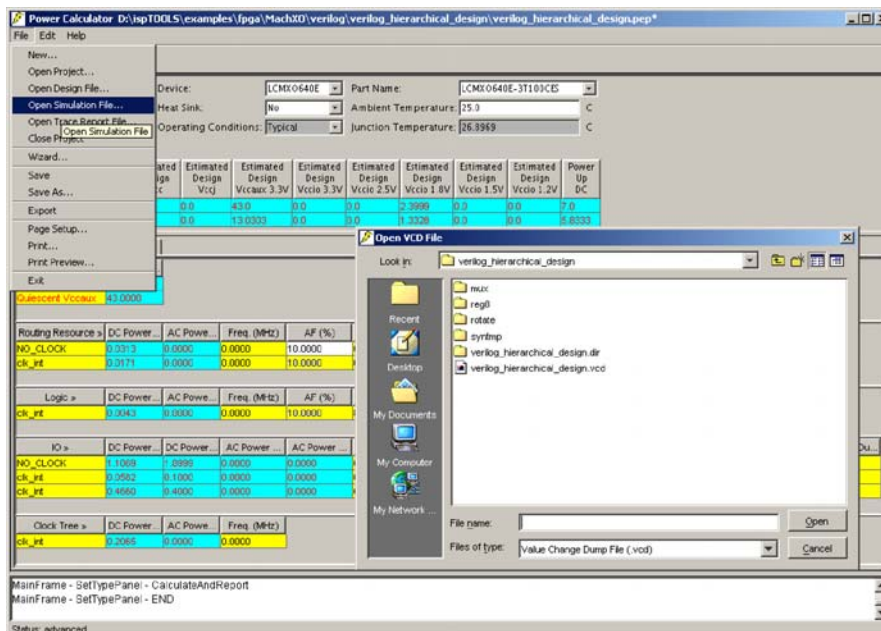 Power Calculator D:\ispTOOLS\examples\fpga\MachXO\verilog\verilog_hierarchical_design\verilog_hierarchical_design.pep*
File Edit Help
New...
Open Project...
Open Design File...
Open Simulation File...
Open Trace Report File...
Open Simulation File
Close Project
Wizard...
Save
Save As...
Export
Page Setup...
Print...
Print Preview...
Exit
Device: LCMXO640E Part Name: LCMXO640E-3T100CES
Heat Sink: No Ambient Temperature: 25.0 C
Operating Conditions: Typical Junction Temperature: 26.8969 C
Estimated Design Vccj Estimated Design Vccaux 3.3V Estimated Design Vccio 3.3V Estimated Design Vccio 2.5V Estimated Design Vccio 1.8V Estimated Design Vccio 1.5V Estimated Design Vccio 1.2V Power Up DC
0.0 43.0 0.0 0.0 2.3999 0.0 0.0 7.0
0.0 13.0333 0.0 0.0 1.3328 0.0 0.0 5.8333
Quiescent Vccaux 43.0000
Routing Resource » DC Power... AC Powe... Freq. (MHz) AF (%)
NO_CLOCK 0.0313 0.0000 0.0000 10.0000
clk_int 0.0171 0.0000 0.0000 10.0000
Logic » DC Power... AC Powe... Freq. (MHz) AF (%)
clk_int 0.0043 0.0000 0.0000 10.0000
IO » DC Power... DC Power... AC Power ... AC Power ...
NO_CLOCK 1.1069 1.8999 0.0000 0.0000
clk_int 0.0582 0.1000 0.0000 0.0000
clk_int 0.4660 0.4000 0.0000 0.0000
Clock Tree » DC Power... AC Powe... Freq. (MHz)
clk_int 0.2065 0.0000 0.0000
Open VCD File
Look in: verilog_hierarchical_design
Recent
Desktop
My Documents
My Computer
My Network ...
mux
reg8
rotate
syntmp
verilog_hierarchical_design.dir
verilog_hierarchical_design.vcd
File name: Open
Files of type: Value Change Dump File (.vcd) Cancel
MainFrame - SetTypePanel - CalculateAndReport
MainFrame - SetTypePanel - END
Status: advanced